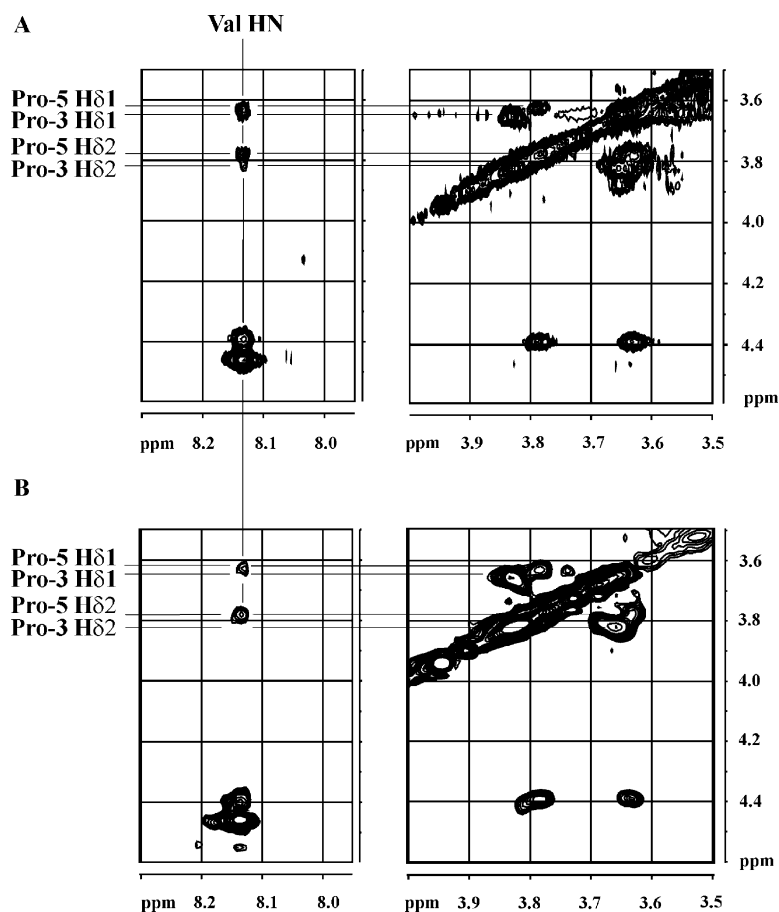 A
Val HN
Pro-5 Hδ1
Pro-3 Hδ1
Pro-5 Hδ2
Pro-3 Hδ2
3.6
3.8
4.0
4.2
4.4
ppm
ppm 8.2 8.1 8.0
3.9 3.8 3.7 3.6 3.5
B
Pro-5 Hδ1
Pro-3 Hδ1
Pro-5 Hδ2
Pro-3 Hδ2
3.6
3.8
4.0
4.2
4.4
ppm
ppm 8.2 8.1 8.0
3.9 3.8 3.7 3.6 3.5